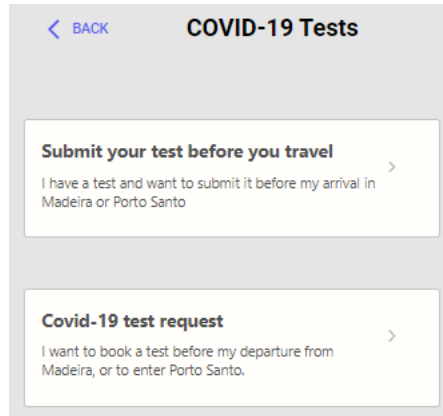 BACK COVID-19 Tests
Submit your test before you travel
I have a test and want to submit it before my arrival in
Madeira or Porto Santo
Covid-19 test request
I want to book a test before my departure from
Madeira, or to enter Porto Santo.